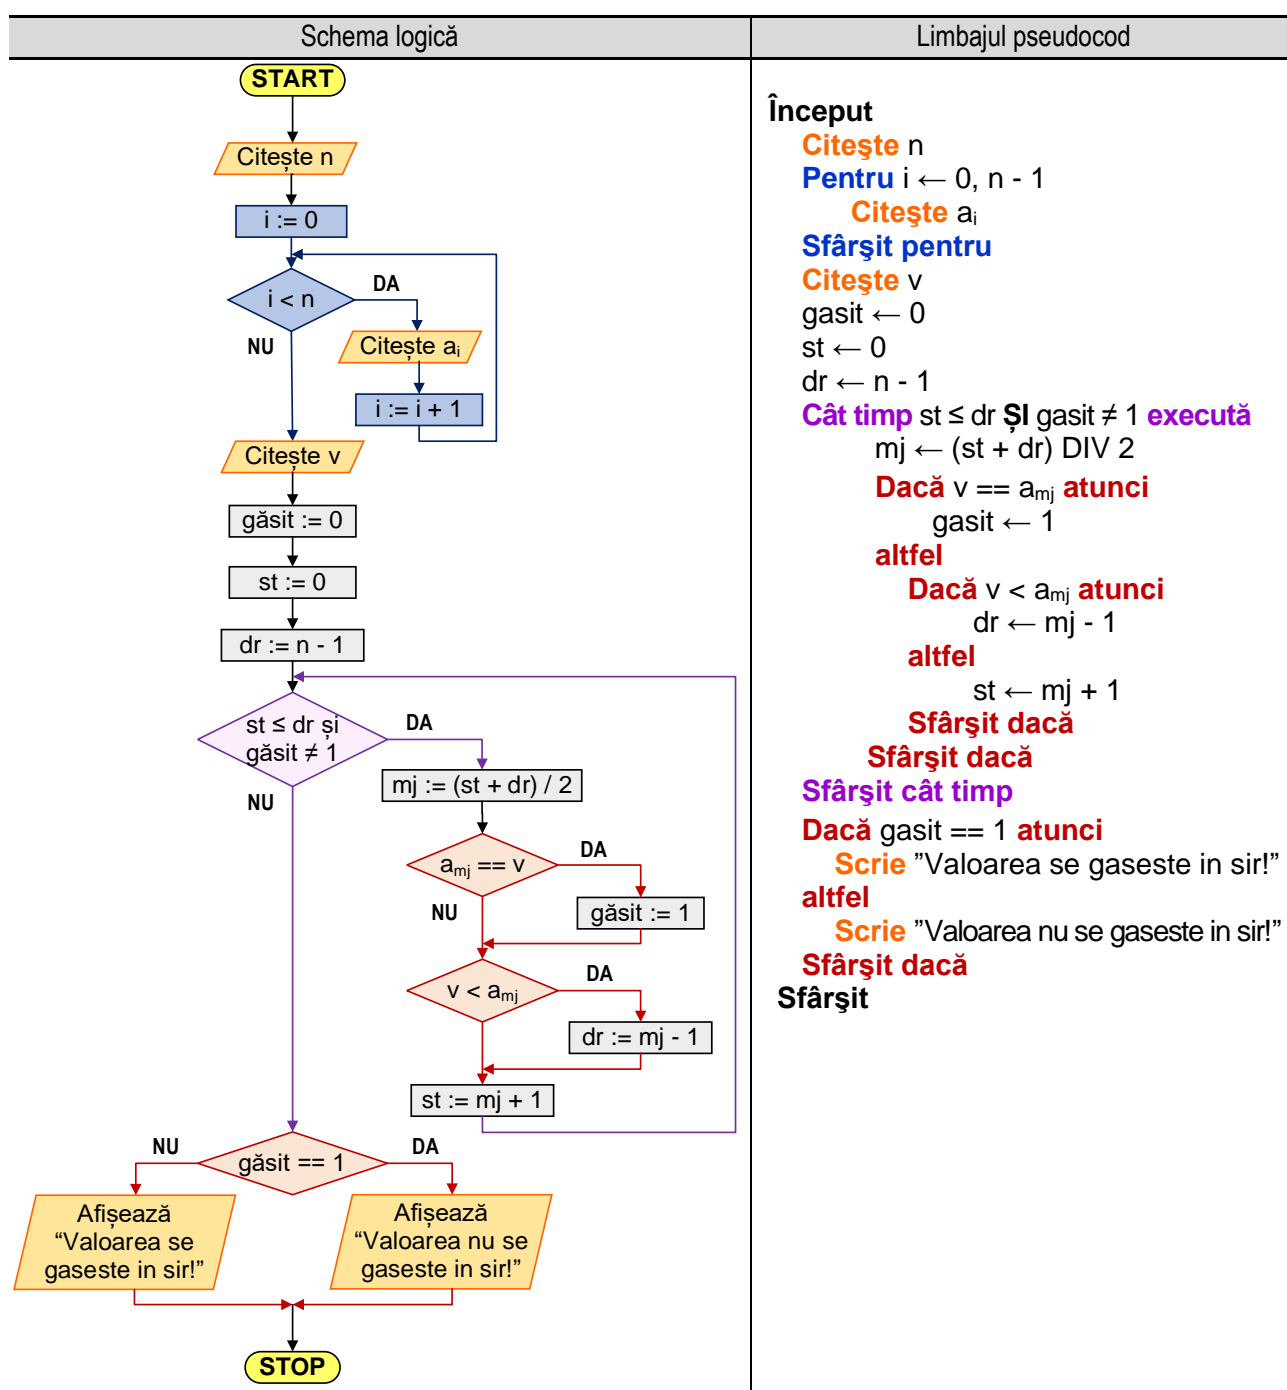 Schema logică
Limbajul pseudocod
START
Citește n
i := 0
i < n
DA
NU
Citește ai
i := i + 1
Citește v
găsit := 0
st := 0
dr := n - 1
st ≤ dr și
găsit ≠ 1
DA
NU
mj := (st + dr) / 2
amj == v
DA
NU
găsit := 1
v < amj
DA
dr := mj - 1
st := mj + 1
găsit == 1
NU
DA
Afișează
“Valoarea se
gaseste in sir!”
Afișează
“Valoarea nu se
gaseste in sir!”
STOP
Început
Citeşte n
Pentru i ← 0, n - 1
Citeşte ai
Sfârşit pentru
Citeşte v
gasit ← 0
st ← 0
dr ← n - 1
Cât timp st ≤ dr ȘI gasit ≠ 1 execută
mj ← (st + dr) DIV 2
Dacă v == amj atunci
gasit ← 1
altfel
Dacă v < amj atunci
dr ← mj - 1
altfel
st ← mj + 1
Sfârşit dacă
Sfârşit dacă
Sfârşit cât timp
Dacă gasit == 1 atunci
Scrie ”Valoarea se gaseste in sir!”
altfel
Scrie ”Valoarea nu se gaseste in sir!”
Sfârşit dacă
Sfârşit